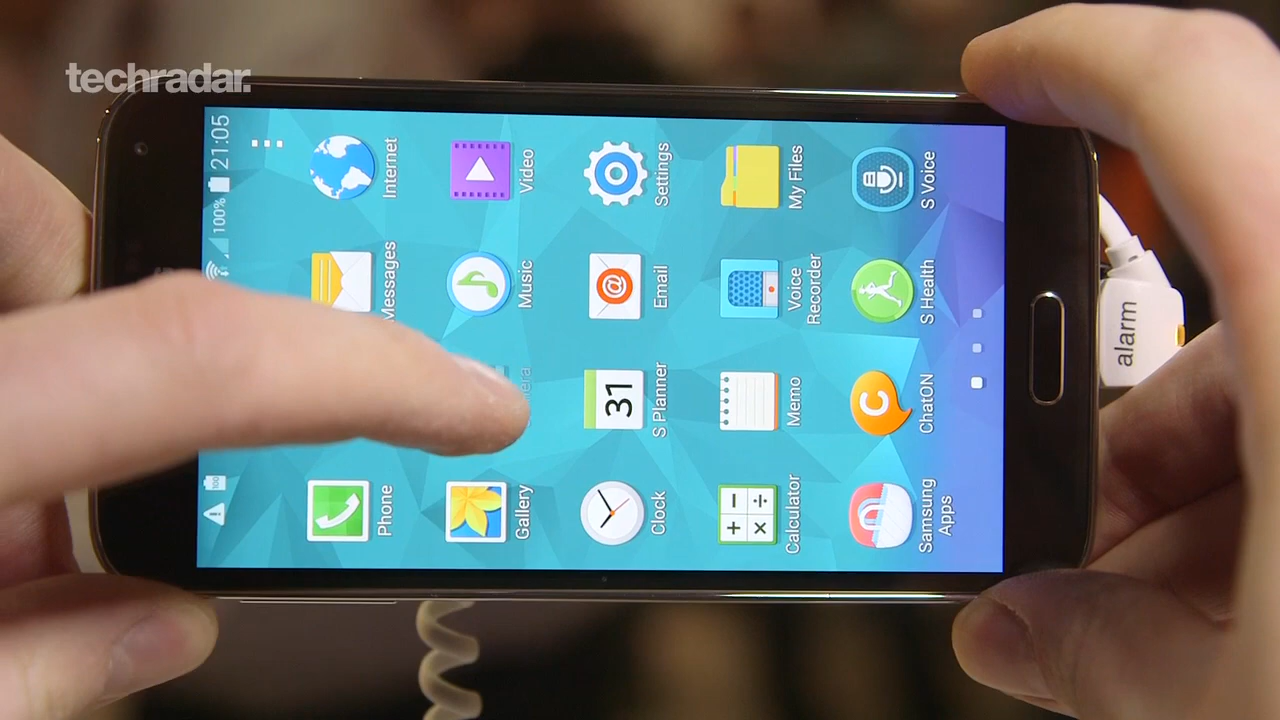 techradar.
100% 21:05
Phone
Messages
Internet
Gallery
Music
Video
Clock
S Planner
31
Email
Settings
Calculator
Memo
Voice
Recorder
My Files
Samsung
Apps
ChatON
S Health
S Voice
alarm